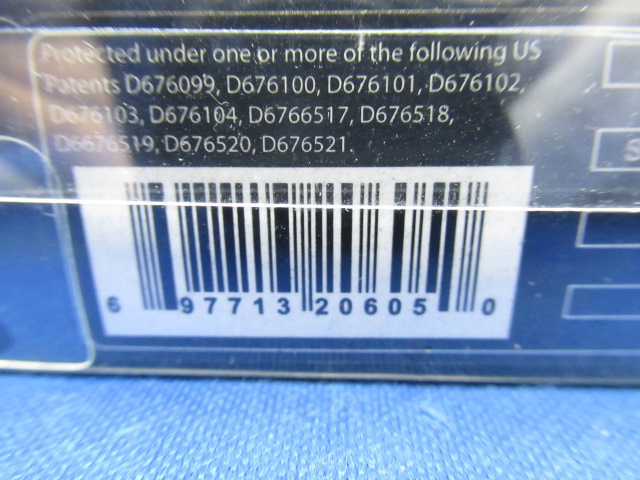 Protected under one or more of the following US
Patents D676099, D676100, D676101, D676102,
D676103, D676104, D6766517, D676518,
D6676519, D676520, D676521.
S
6 97713 20605 0